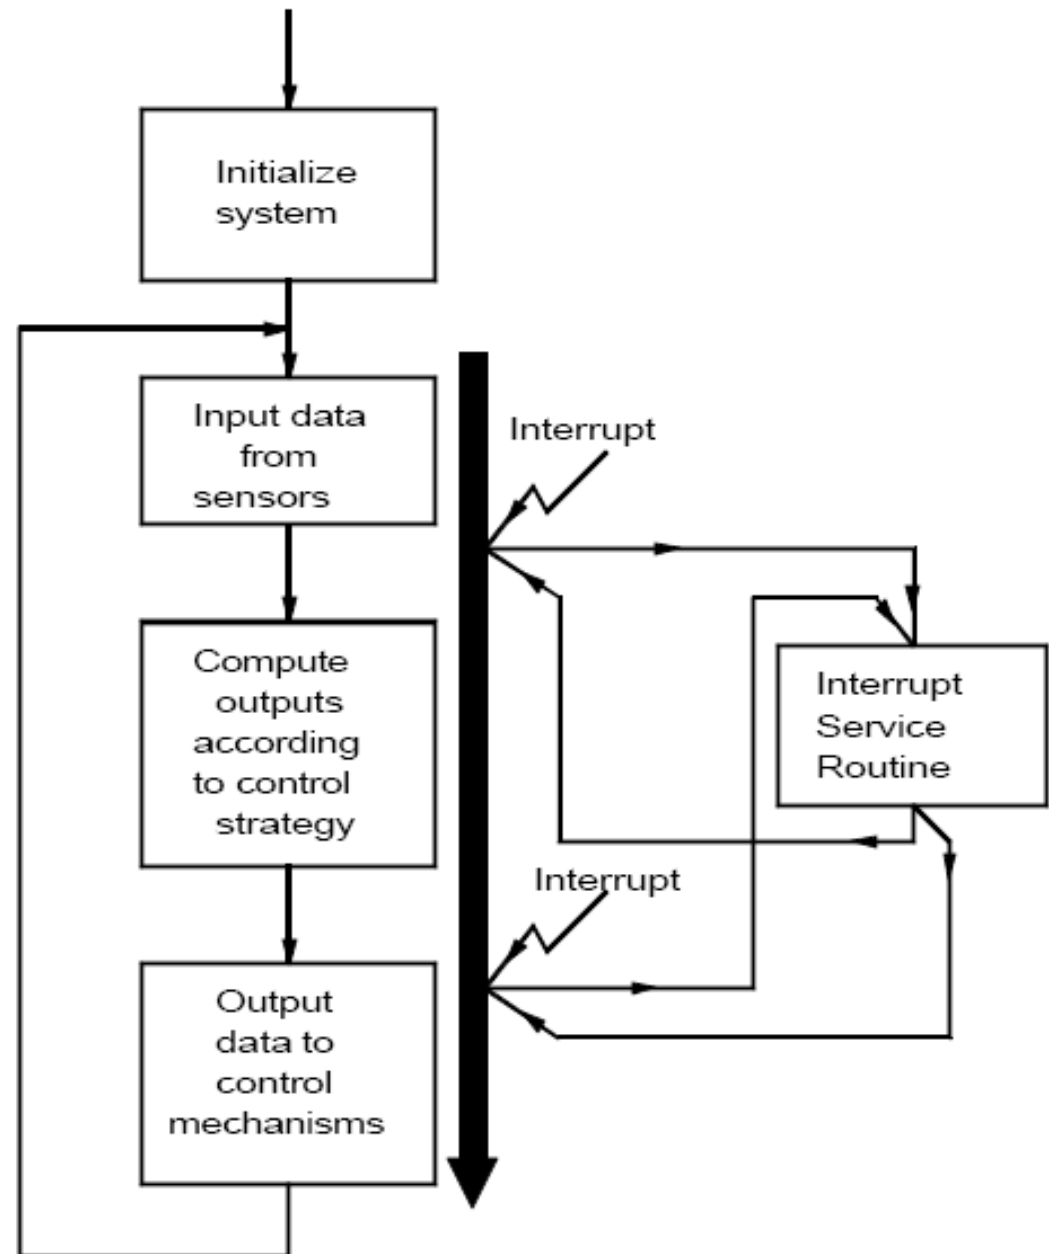 Initialize
system
Input data
from
sensors
Interrupt
Compute
outputs
according
to control
strategy
Interrupt
Service
Routine
Interrupt
Output
data to
control
mechanisms